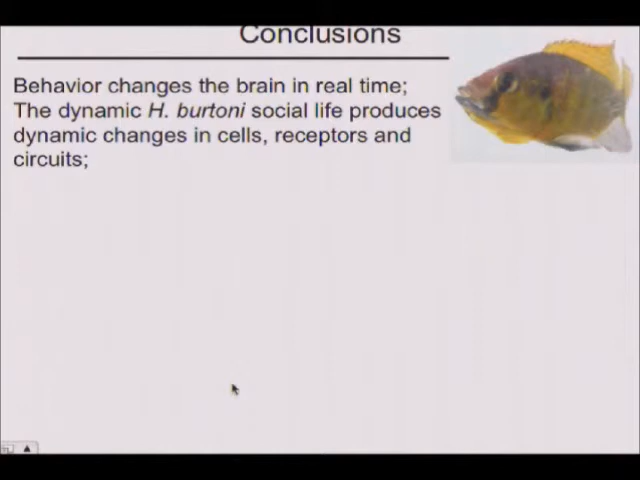 Conclusions
Behavior changes the brain in real time;
The dynamic H. burtoni social life produces
dynamic changes in cells, receptors and
circuits;